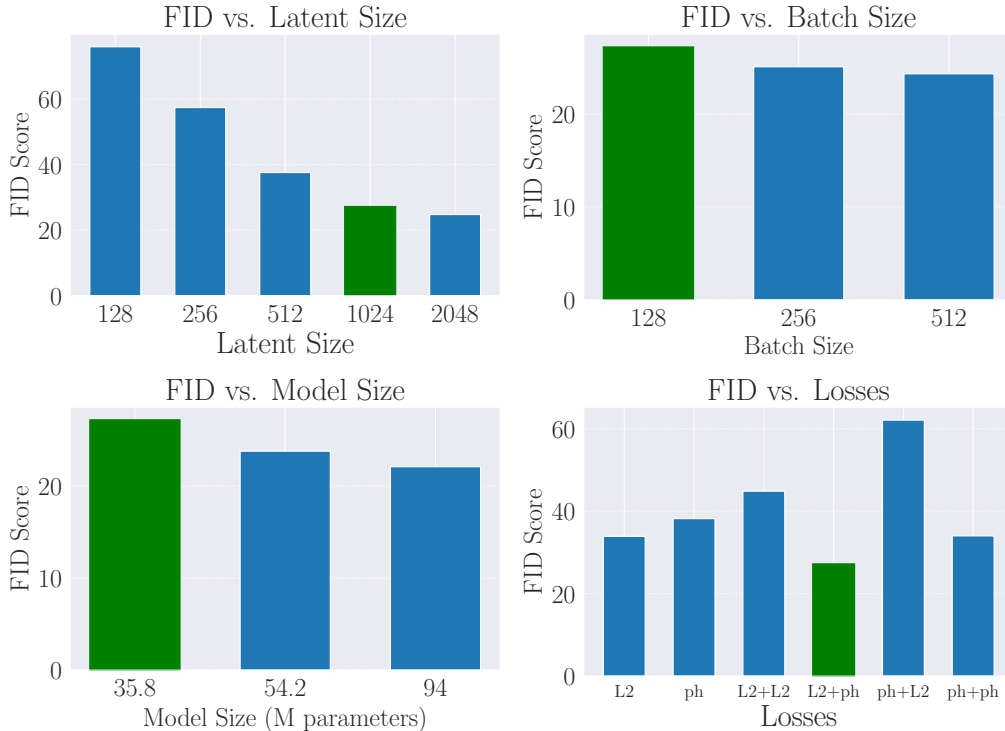 FID vs. Latent Size
FID Score
60
40
20
0
128 256 512 1024 2048
Latent Size
FID vs. Batch Size
FID Score
20
10
0
128 256 512
Batch Size
FID vs. Model Size
FID Score
20
10
0
35.8 54.2 94
Model Size (M parameters)
FID vs. Losses
FID Score
60
40
20
0
L2 ph L2+L2 L2+ph ph+L2 ph+ph
Losses